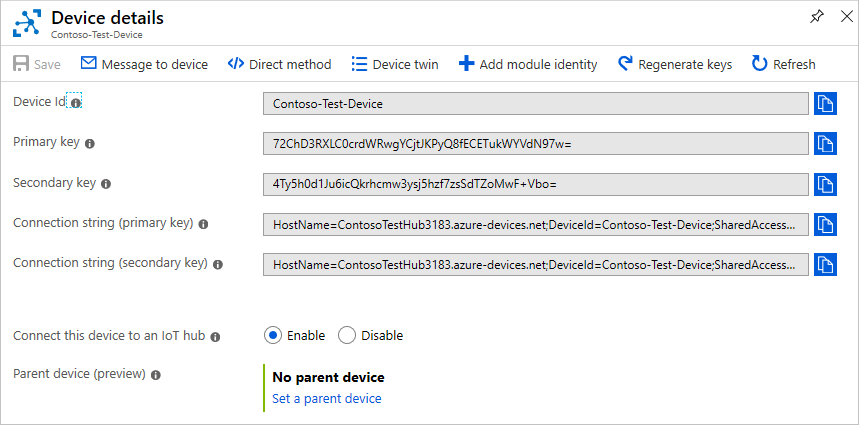 Device details
Contoso-Test-Device
Save Message to device Direct method Device twin Add module identity Regenerate keys Refresh
Device Id Contoso-Test-Device
Primary key 72ChD3RXLC0crdWRwgYCjtJKPyQ8fECETukWYVdN97w=
Secondary key 4Ty5h0d1Ju6icQkrhcmw3ysj5hzf7zsSdTZoMwF+Vbo=
Connection string (primary key) HostName=ContosoTestHub3183.azure-devices.net;DeviceId=Contoso-Test-Device;SharedAccess...
Connection string (secondary key) HostName=ContosoTestHub3183.azure-devices.net;DeviceId=Contoso-Test-Device;SharedAccess...
Connect this device to an IoT hub Enable Disable
Parent device (preview) No parent device
Set a parent device